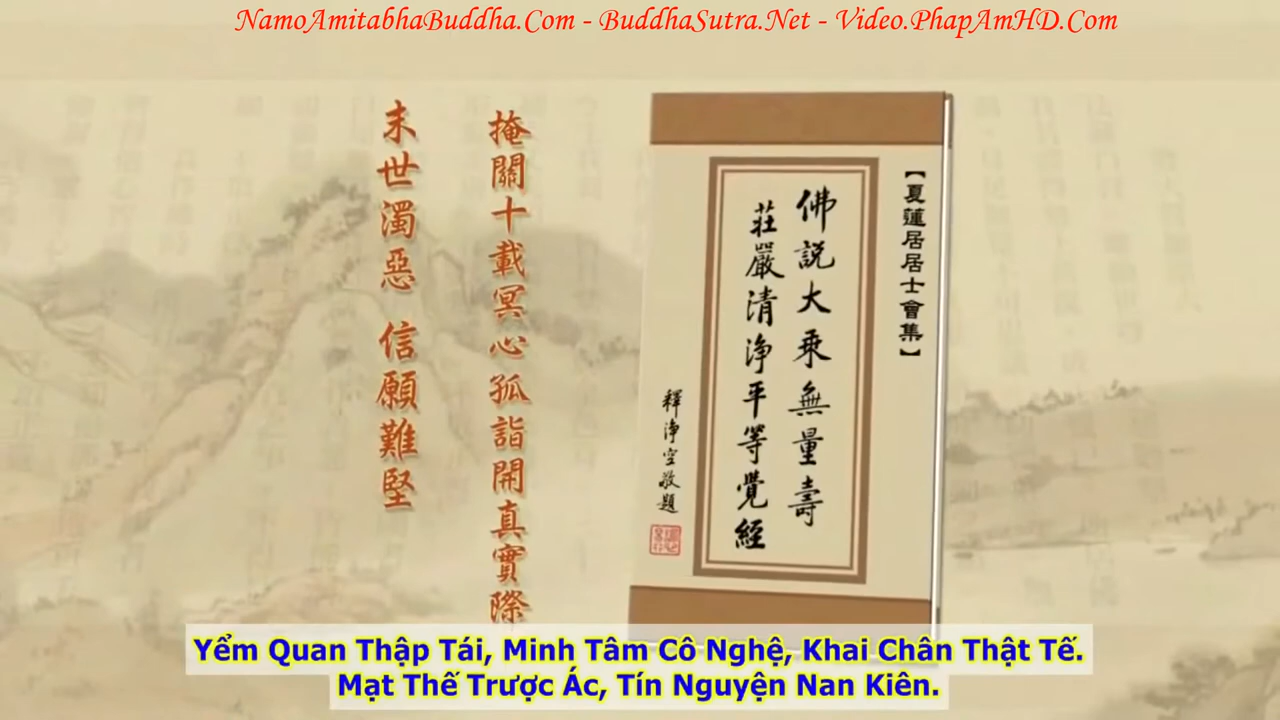 NamoAmitabhaBuddha.Com - BuddhaSutra.Net - Video.PhapAmHD.Com
【夏蓮居居士會集】
佛説大乘無量壽
莊嚴清淨平等覺經
釋淨空敬題
掩關十載冥心孤詣開真實際
末世濁惡 信願難堅
Yểm Quan Thập Tái, Minh Tâm Cô Nghệ, Khai Chân Thật Tế.
Mạt Thế Trược Ác, Tín Nguyện Nan Kiên.